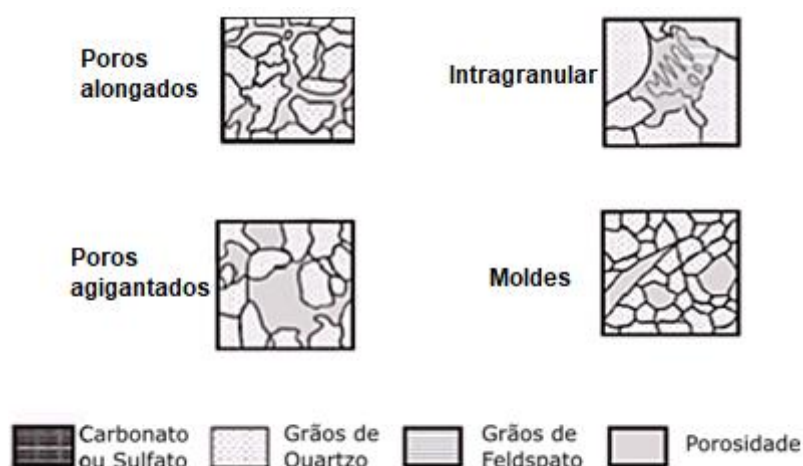 Poros
alongados
Intragranular
Poros
agigantados
Moldes
Carbonato
ou Sulfato
Grãos de
Quartzo
Grãos de
Feldspato
Porosidade